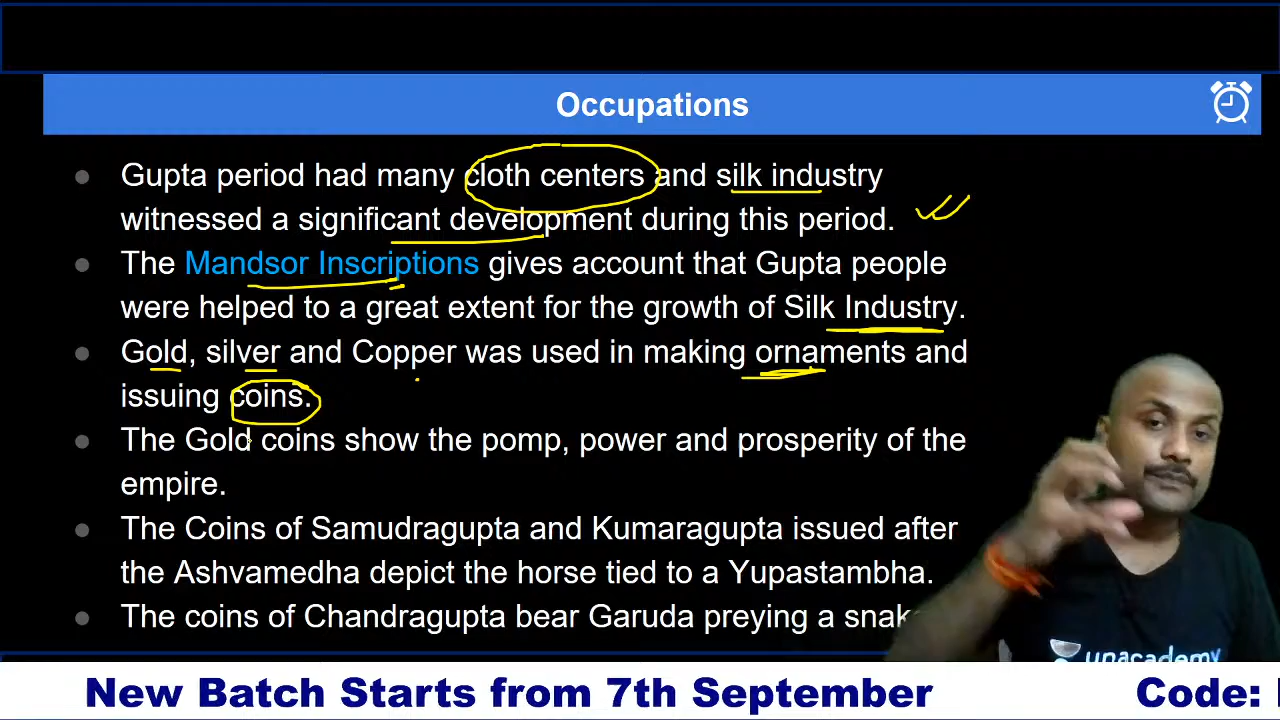 Occupations
Gupta period had many cloth centers and silk industry
witnessed a significant development during this period.
The Mandsor Inscriptions gives account that Gupta people
were helped to a great extent for the growth of Silk Industry.
Gold, silver and Copper was used in making ornaments and
issuing coins.
The Gold coins show the pomp, power and prosperity of the
empire.
The Coins of Samudragupta and Kumaragupta issued after
the Ashvamedha depict the horse tied to a Yupastambha.
The coins of Chandragupta bear Garuda preying a
unacademy
New Batch Starts from 7th September Code: